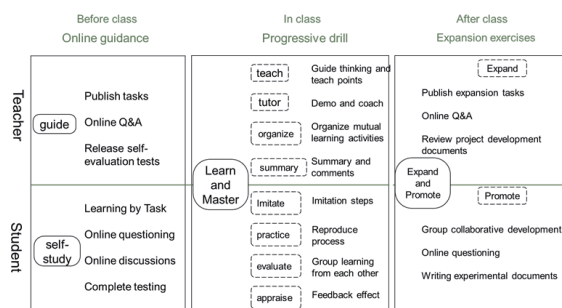 Before class
Online guidance
In class
Progressive drill
After class
Expansion exercises
Teacher
guide
Publish tasks
Online Q&A
Release self-
evaluation tests
teach
Guide thinking and
teach points
tutor
Demo and coach
organize
Organize mutual
learning activities
summary
Summary and
comments
Learn
and
Master
Expand
Publish expansion tasks
Online Q&A
Review project development
documents
Expand
and
Promote
Student
self-
study
Learning by Task
Online questioning
Online discussions
Complete testing
Imitate
Imitation steps
practice
Reproduce
process
evaluate
Group learning
from each other
appraise
Feedback effect
Promote
Group collaborative development
Online questioning
Writing experimental documents